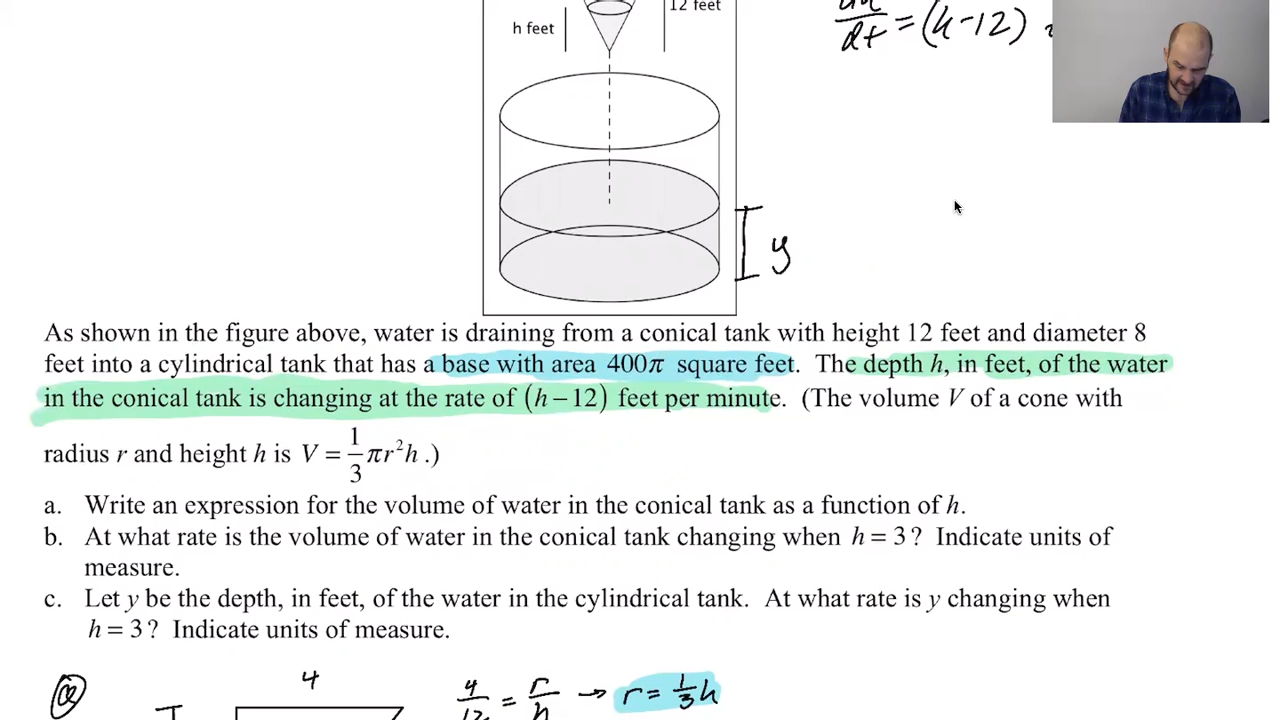 12 feet
h feet
dt = (h-12)
y
As shown in the figure above, water is draining from a conical tank with height 12 feet and diameter 8
feet into a cylindrical tank that has a base with area 400π square feet. The depth h, in feet, of the water
in the conical tank is changing at the rate of (h−12) feet per minute. (The volume V of a cone with
radius r and height h is V = 1/3 πr²h.)
a. Write an expression for the volume of water in the conical tank as a function of h.
b. At what rate is the volume of water in the conical tank changing when h = 3? Indicate units of
measure.
c. Let y be the depth, in feet, of the water in the cylindrical tank. At what rate is y changing when
h = 3? Indicate units of measure.
4
4/12 = r/h → r = 1/3 h